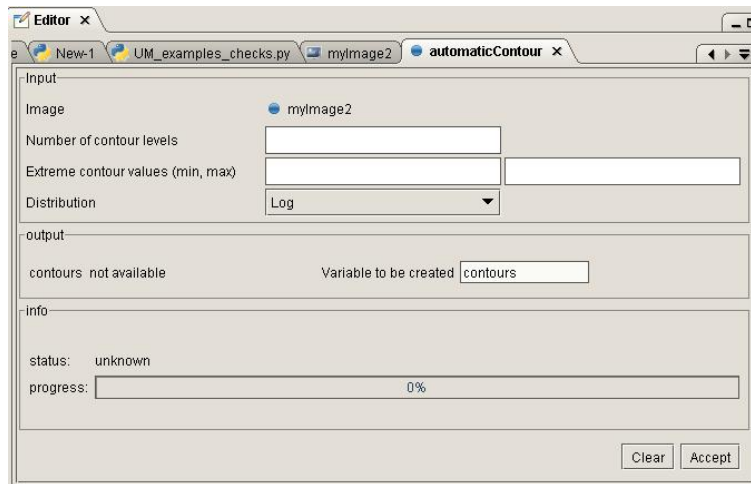 Editor
e New-1 UM_examples_checks.py myImage2 automaticContour
Input
Image myImage2
Number of contour levels
Extreme contour values (min, max)
Distribution Log
output
contours not available Variable to be created contours
info
status: unknown
progress: 0%
Clear Accept